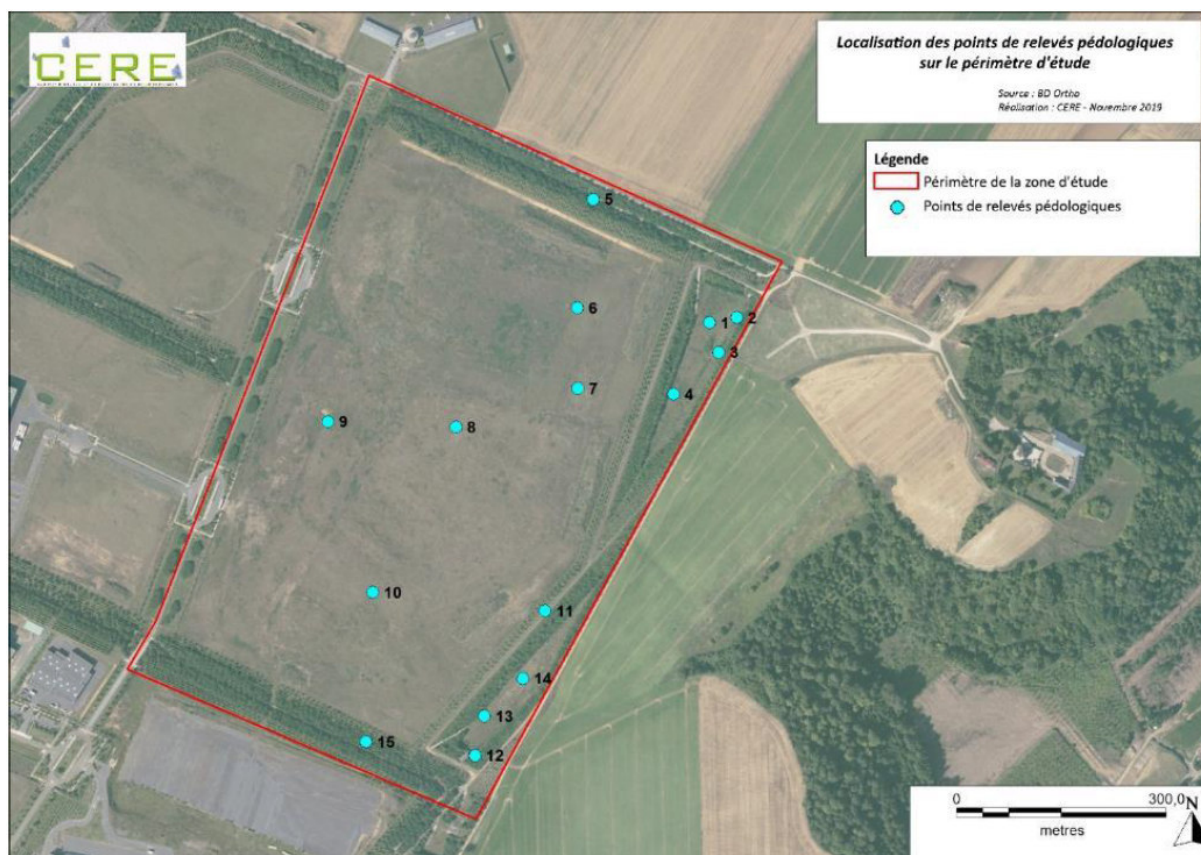 CERE
Localisation des points de relevés pédologiques
sur le périmètre d'étude
Source : BD Ortho
Réalisation : CERE - Novembre 2019
Légende
Périmètre de la zone d'étude
Points de relevés pédologiques
5
6
1
2
3
7
4
9
8
10
11
14
13
15
12
0
300,0
metres
N